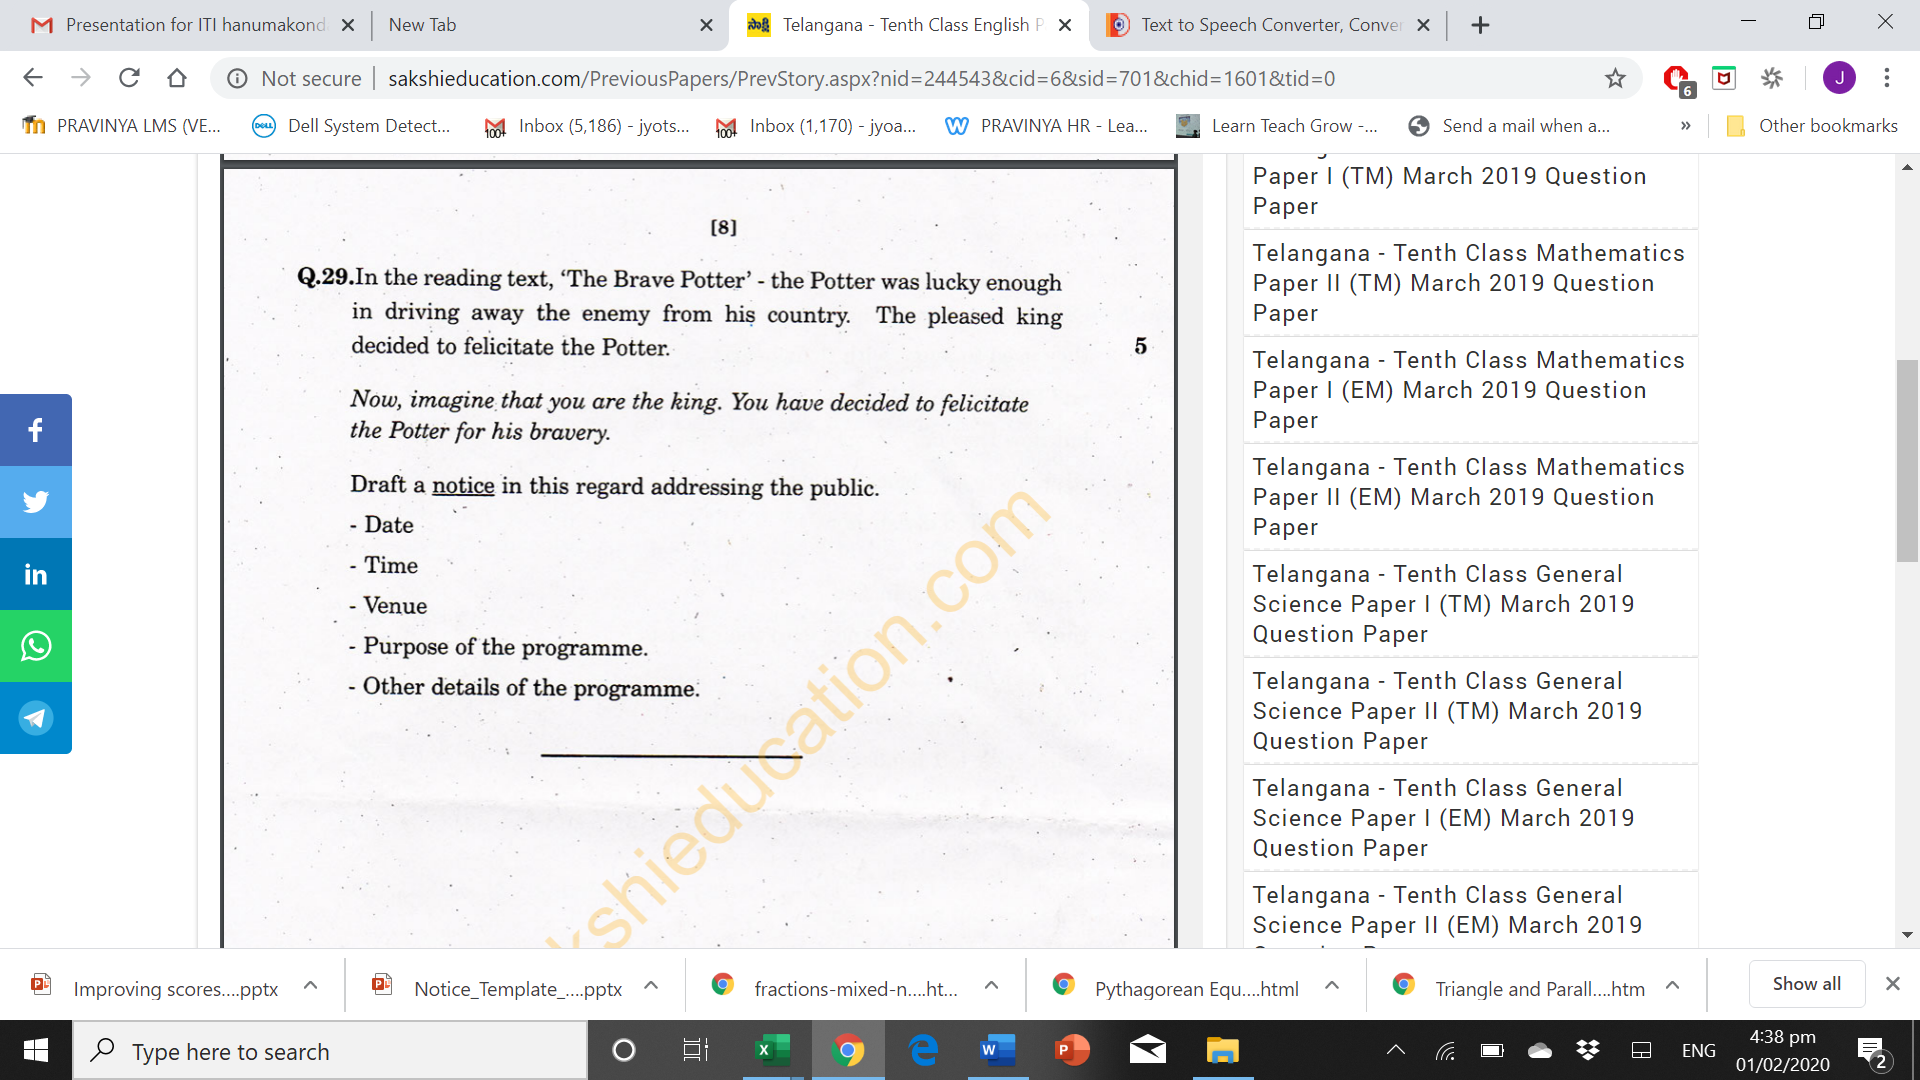 Presentation for ITI hanumakond
New Tab
Telangana - Tenth Class English P
Text to Speech Converter, Conver
Not secure
sakshieducation.com/PreviousPapers/PrevStory.aspx?nid=244543&cid=6&sid=701&chid=1601&tid=0
6
J
PRAVINYA LMS (VE...
Dell System Detect...
Inbox (5,186) - jyots...
Inbox (1,170) - jyoa...
PRAVINYA HR - Lea...
Learn Teach Grow -...
Send a mail when a...
»
Other bookmarks
[8]
Q.29.In the reading text, ‘The Brave Potter’ - the Potter was lucky enough
in driving away the enemy from his country. The pleased king
decided to felicitate the Potter.
5
Now, imagine that you are the king. You have decided to felicitate
the Potter for his bravery.
Draft a notice in this regard addressing the public.
- Date
- Time
- Venue
- Purpose of the programme.
- Other details of the programme.
kshieducation.com
Paper I (TM) March 2019 Question
Paper
Telangana - Tenth Class Mathematics
Paper II (TM) March 2019 Question
Paper
Telangana - Tenth Class Mathematics
Paper I (EM) March 2019 Question
Paper
Telangana - Tenth Class Mathematics
Paper II (EM) March 2019 Question
Paper
Telangana - Tenth Class General
Science Paper I (TM) March 2019
Question Paper
Telangana - Tenth Class General
Science Paper II (TM) March 2019
Question Paper
Telangana - Tenth Class General
Science Paper I (EM) March 2019
Question Paper
Telangana - Tenth Class General
Science Paper II (EM) March 2019
Improving scores....pptx
Notice_Template_....pptx
fractions-mixed-n....ht...
Pythagorean Equ....html
Triangle and Parall....htm
Show all
Type here to search
ENG
4:38 pm
01/02/2020
2